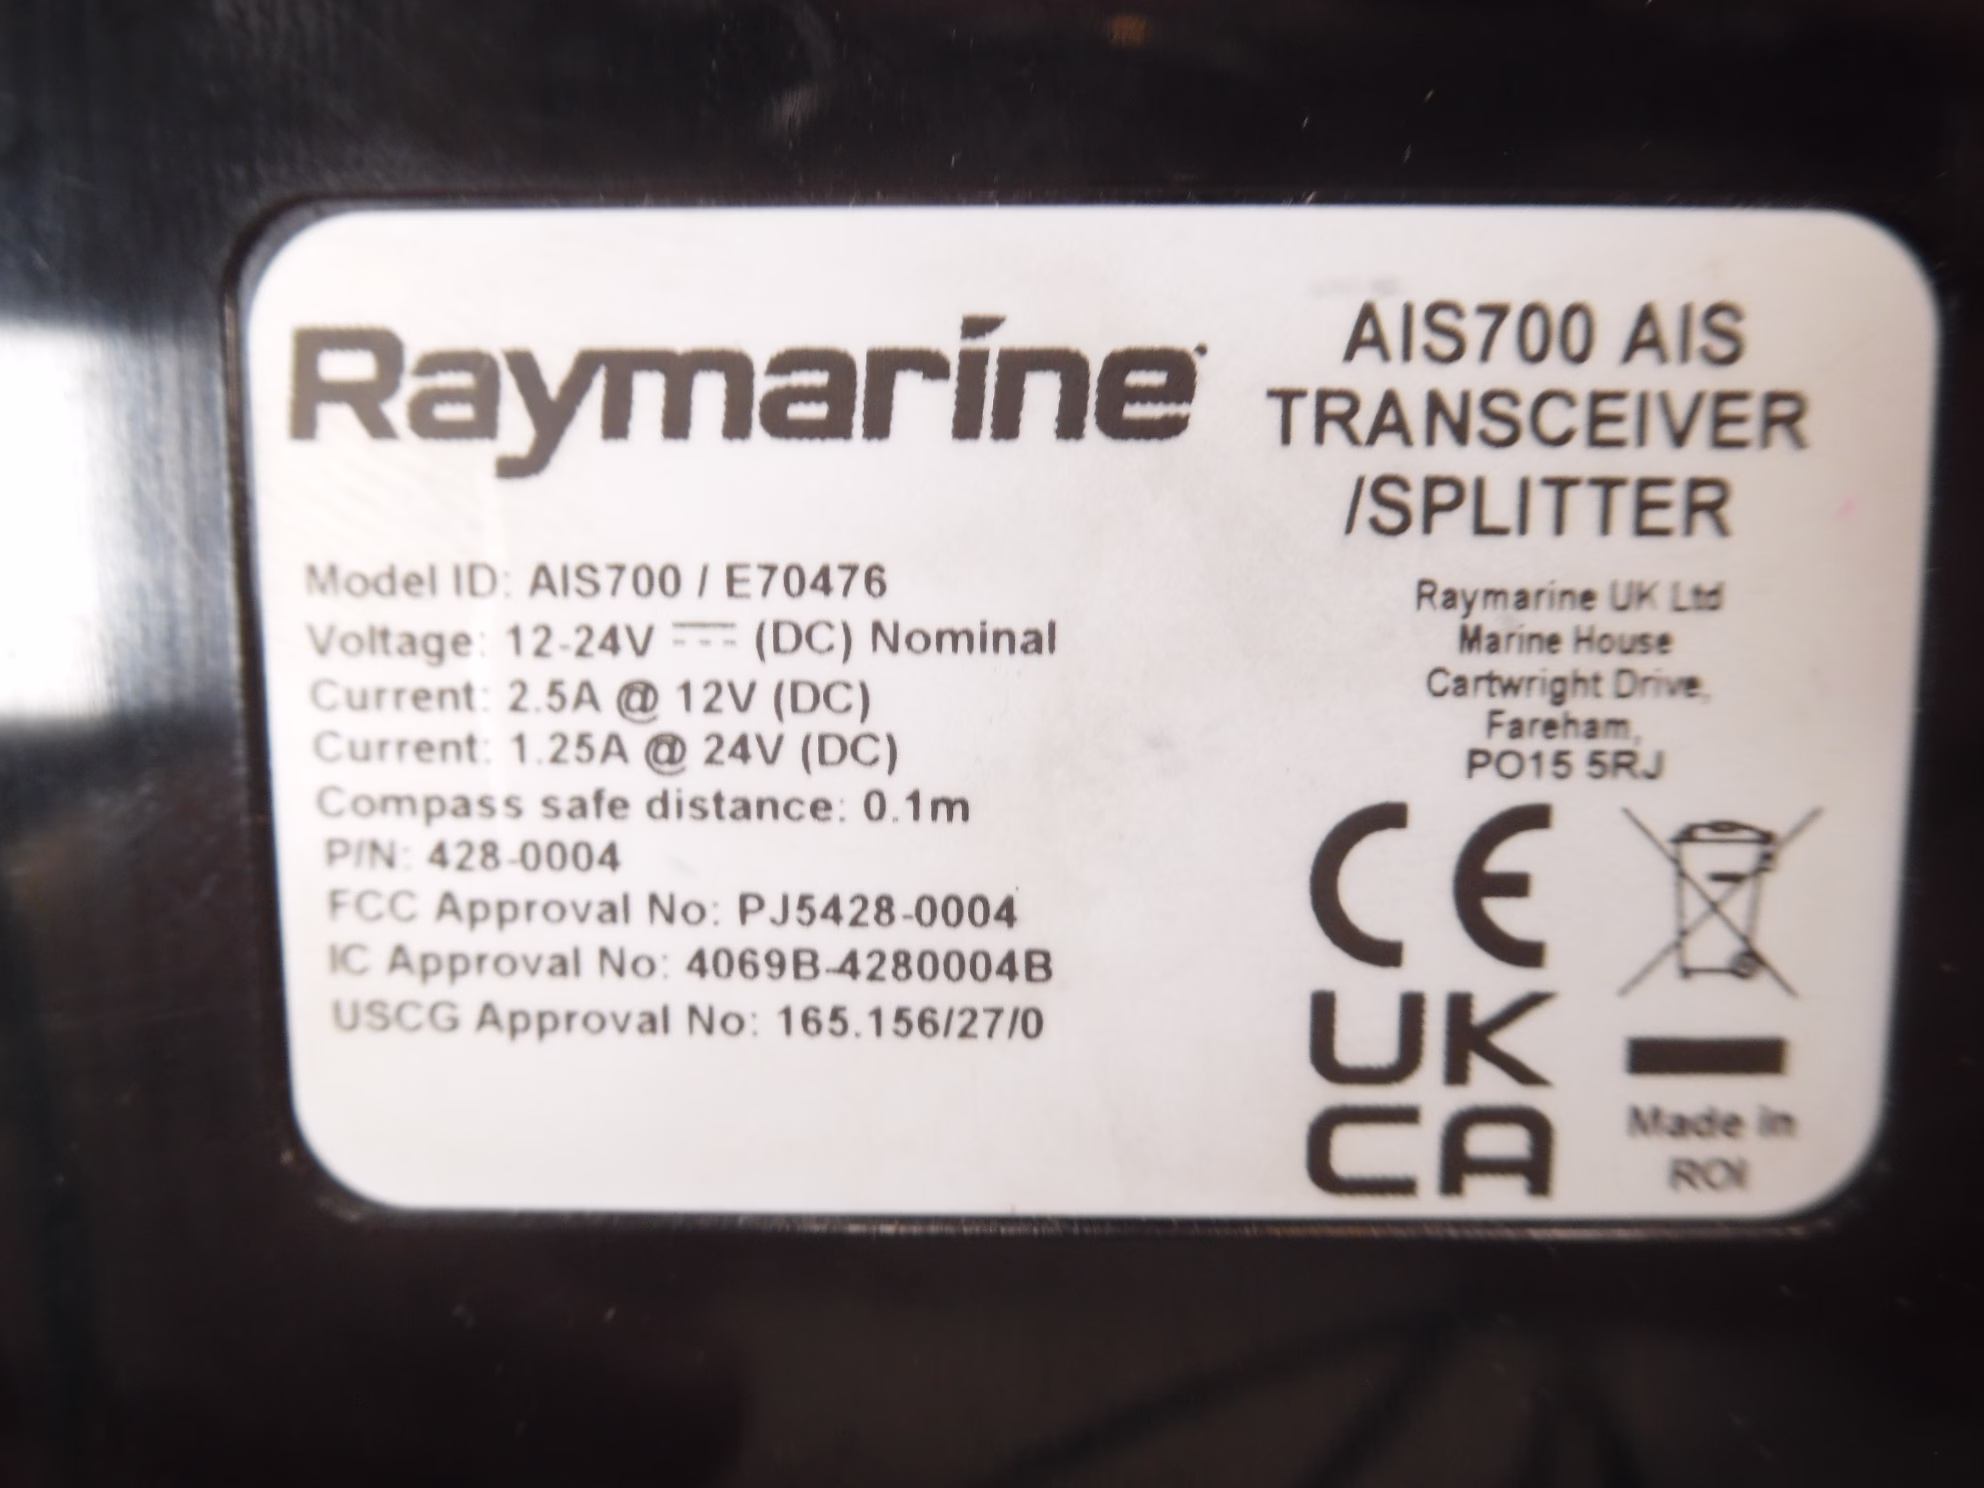 Raymarine
AIS700 AIS
TRANSCEIVER
/SPLITTER
Model ID: AIS700 / E70476
Voltage: 12-24V ⎓ (DC) Nominal
Current: 2.5A @ 12V (DC)
Current: 1.25A @ 24V (DC)
Compass safe distance: 0.1m
P/N: 428-0004
FCC Approval No: PJ5428-0004
IC Approval No: 4069B-4280004B
USCG Approval No: 165.156/27/0
Raymarine UK Ltd
Marine House
Cartwright Drive,
Fareham,
PO15 5RJ
CE
UK
CA
Made in
ROI